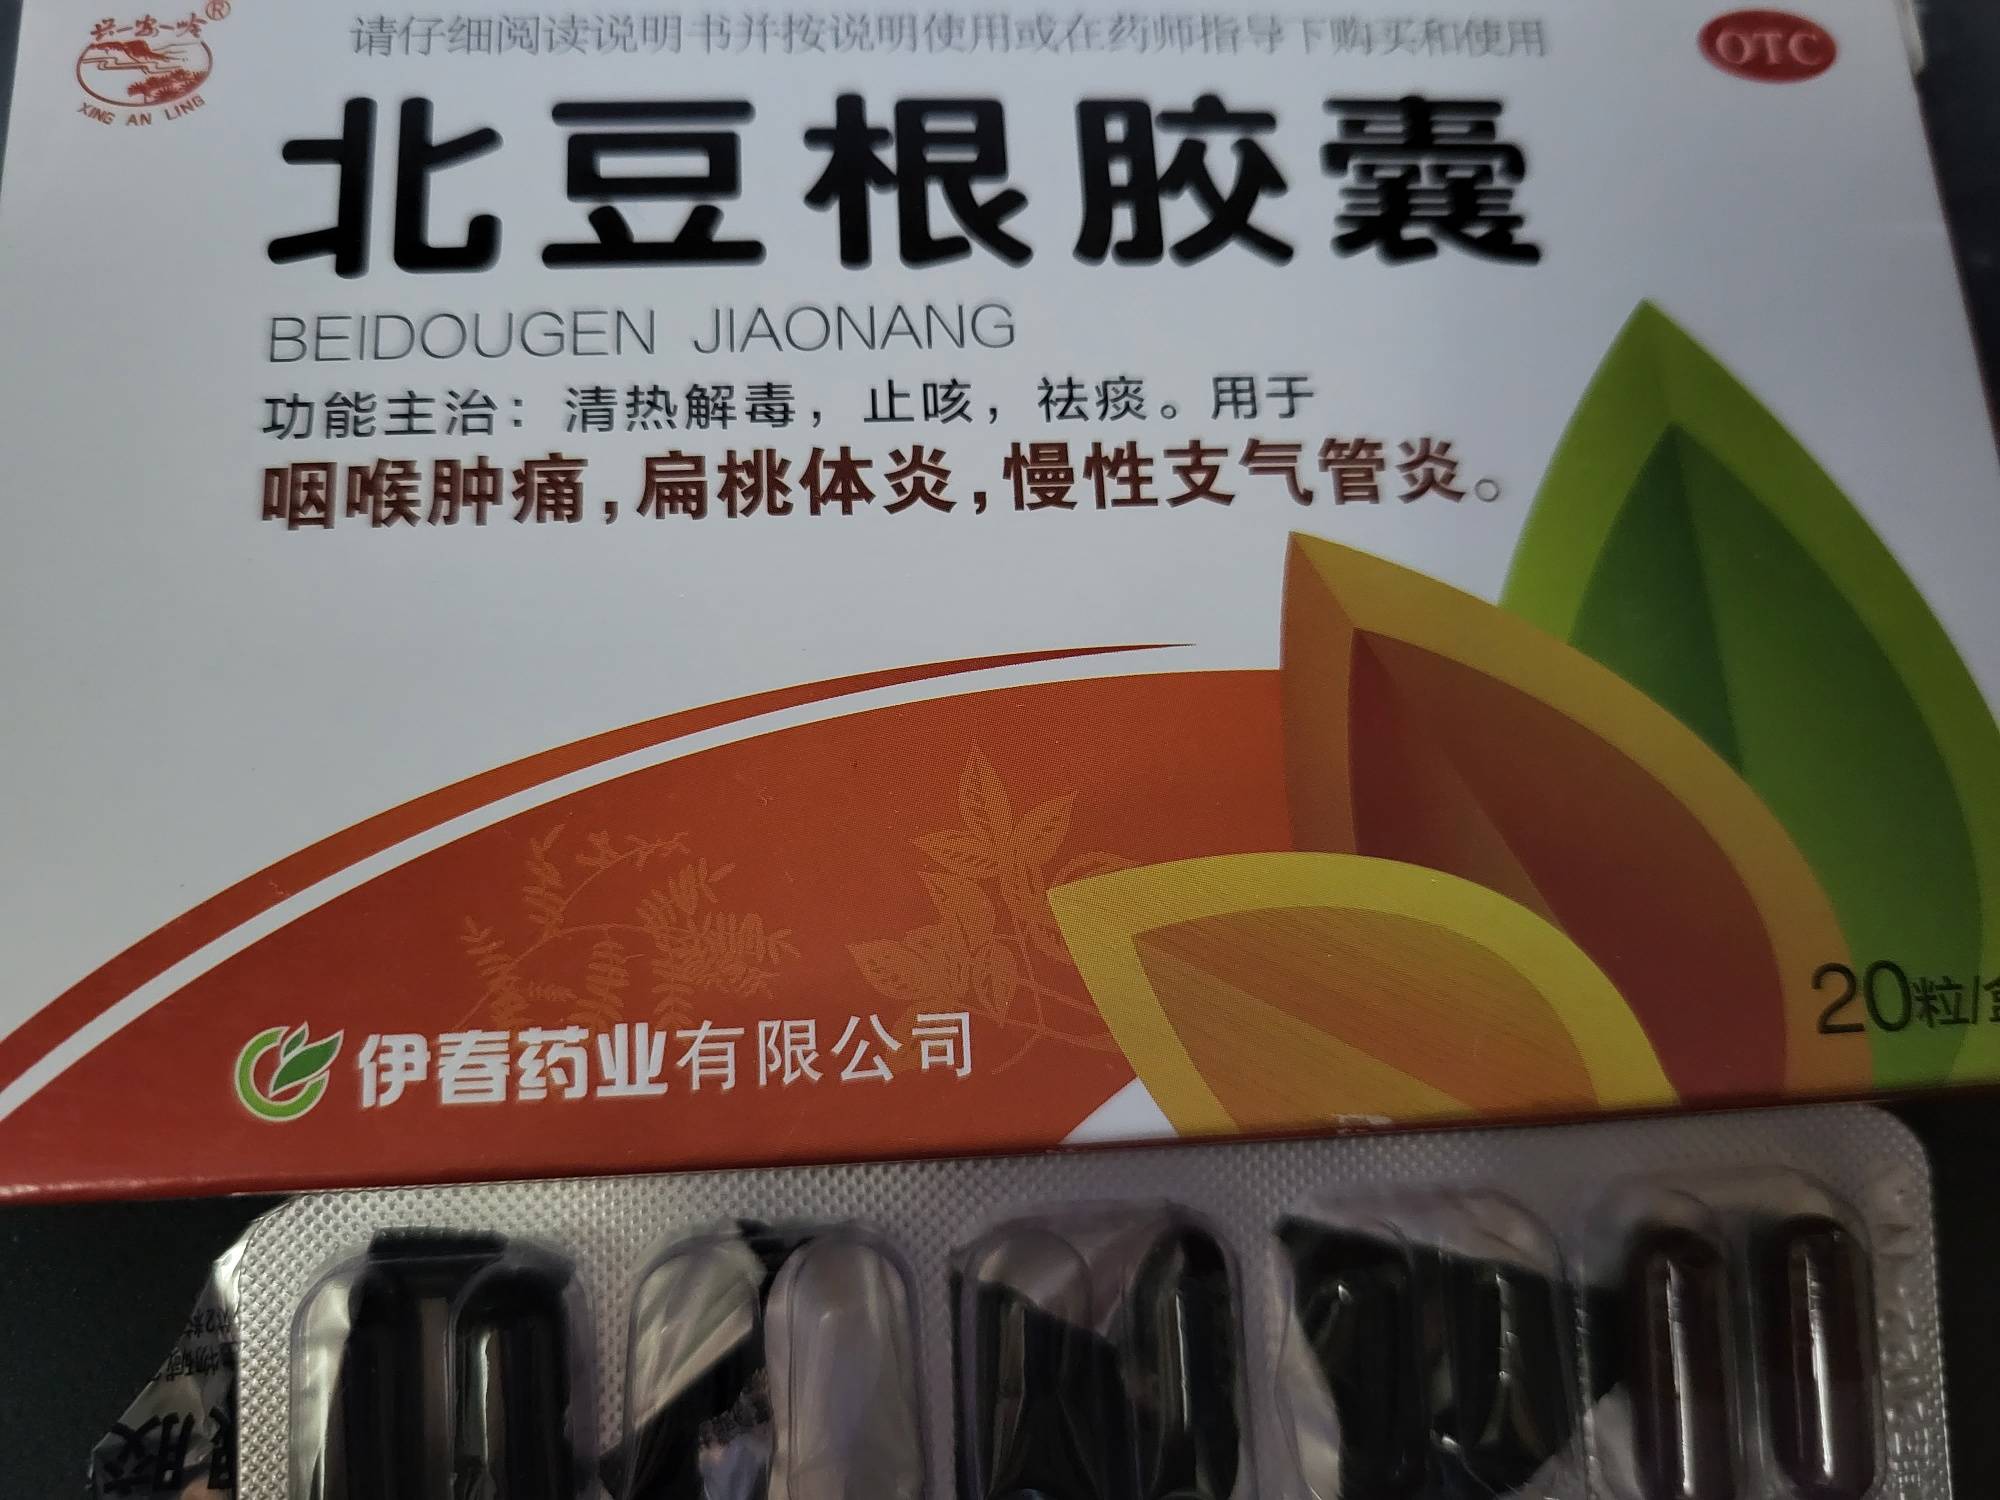 兴安岭®
XING AN LING
请仔细阅读说明书并按说明使用或在药师指导下购买和使用
OTC
北豆根胶囊
BEIDOUGEN JIAONANG
功能主治：清热解毒，止咳，祛痰。用于
咽喉肿痛，扁桃体炎，慢性支气管炎。
20粒/盒
伊春药业有限公司